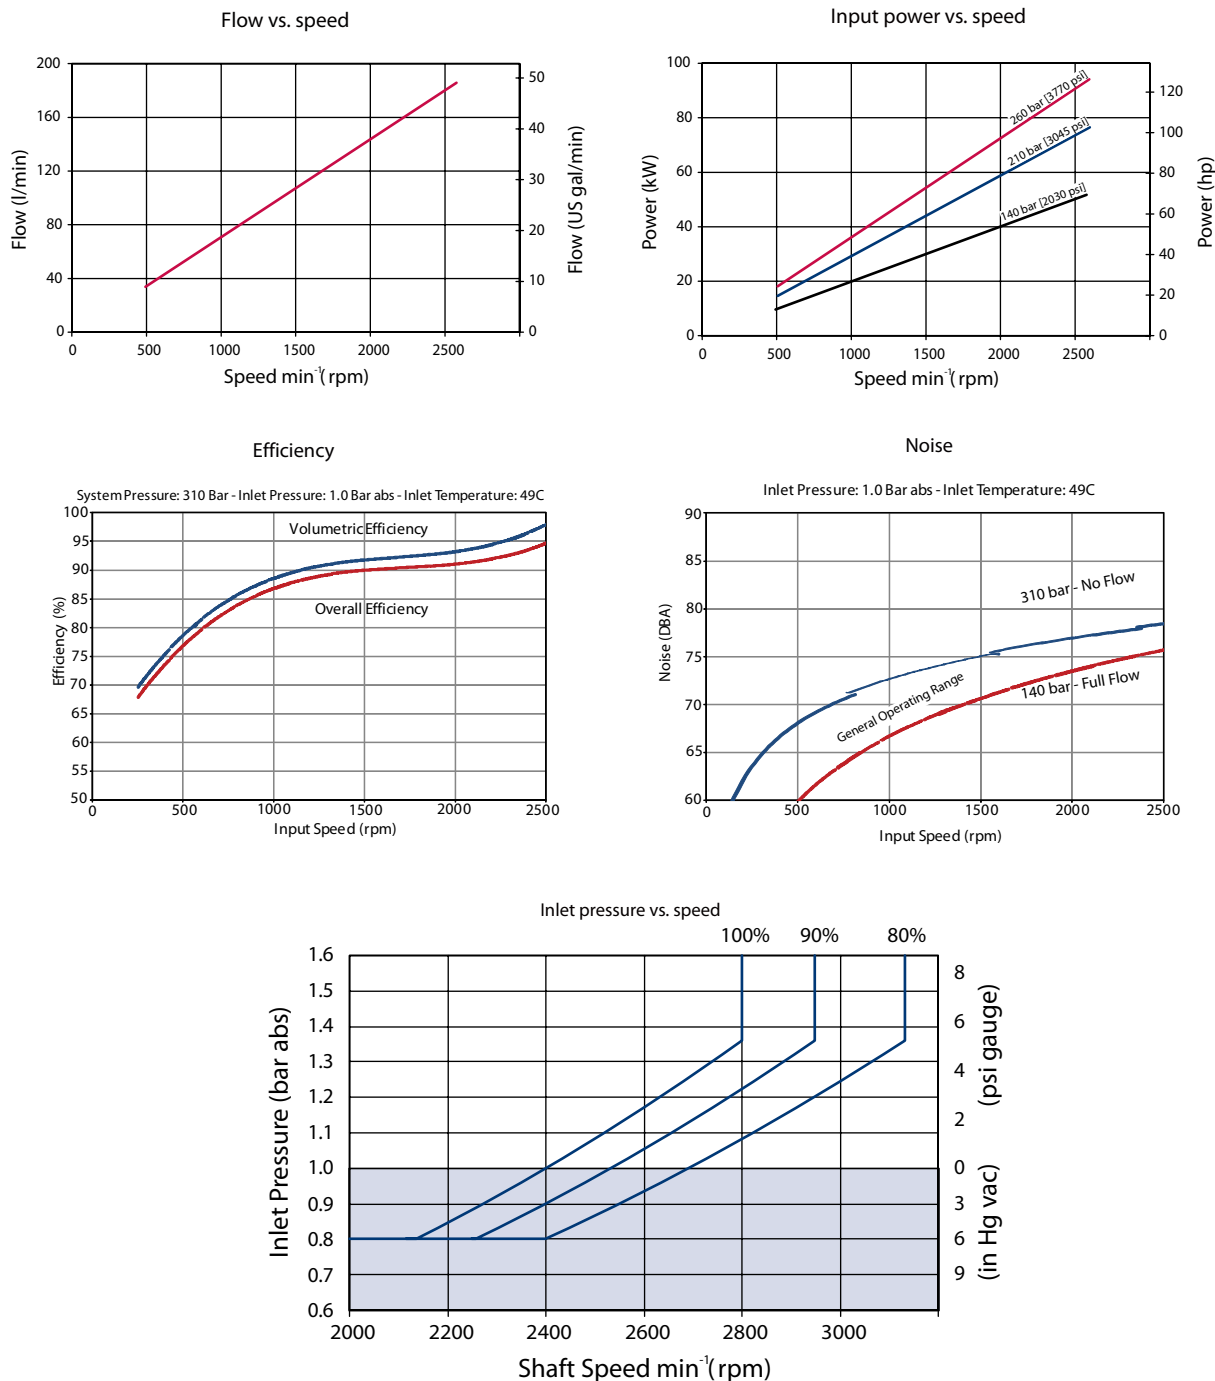 Flow vs. speed
200
160
120
80
40
0
Flow (l/min)
50
40
30
20
10
0
Flow (US gal/min)
0 500 1000 1500 2000 2500
Speed min-1( rpm)
Input power vs. speed
100
80
60
40
20
0
Power (kW)
260 bar [3770 psi]
210 bar [3045 psi]
140 bar [2030 psi]
120
100
80
60
40
20
0
Power (hp)
0 500 1000 1500 2000 2500
Speed min-1( rpm)
Efficiency
System Pressure: 310 Bar - Inlet Pressure: 1.0 Bar abs - Inlet Temperature: 49C
100
95
90
85
80
75
70
65
60
55
50
Efficiency (%)
Volumetric Efficiency
Overall Efficiency
0 500 1000 1500 2000 2500
Input Speed (rpm)
Noise
Inlet Pressure: 1.0 Bar abs - Inlet Temperature: 49C
90
85
80
75
70
65
60
Noise (DBA)
310 bar - No Flow
General Operating Range
140 bar - Full Flow
0 500 1000 1500 2000 2500
Input Speed (rpm)
Inlet pressure vs. speed
100% 90% 80%
1.6
1.5
1.4
1.3
1.2
1.1
1.0
0.9
0.8
0.7
0.6
Inlet Pressure (bar abs)
8
6
4
2
0
3
6
9
(psi gauge)
(in Hg vac)
2000 2200 2400 2600 2800 3000
Shaft Speed min-1( rpm)